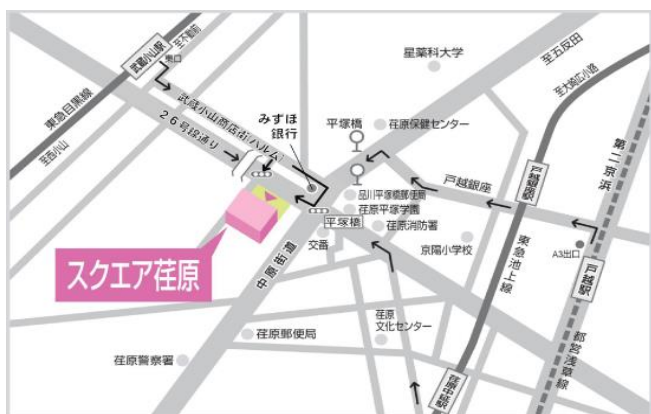 至不動前
武蔵小山駅
東口
東急目黒線
至西小山
武蔵小山商店街パルム
26号線通り
みずほ
銀行
星薬科大学
至五反田
至大崎広小路
平塚橋
荏原保健センター
第二京浜
戸越銀座
戸越銀座駅
品川平塚橋郵便局
荏原平塚学園
平塚橋
荏原消防署
交番
京陽小学校
東急池上線
A3出口
戸越駅
スクエア荏原
中原街道
荏原
文化センター
荏原郵便局
荏原警察署
荏原中延駅
都営浅草線